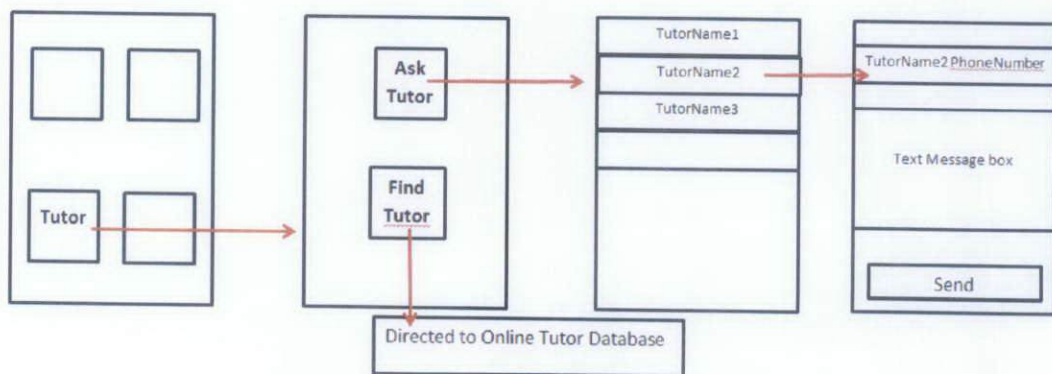 Tutor
Ask
Tutor
Find
Tutor
Directed to Online Tutor Database
TutorName1
TutorName2
TutorName3
TutorName2 PhoneNumber
Text Message box
Send